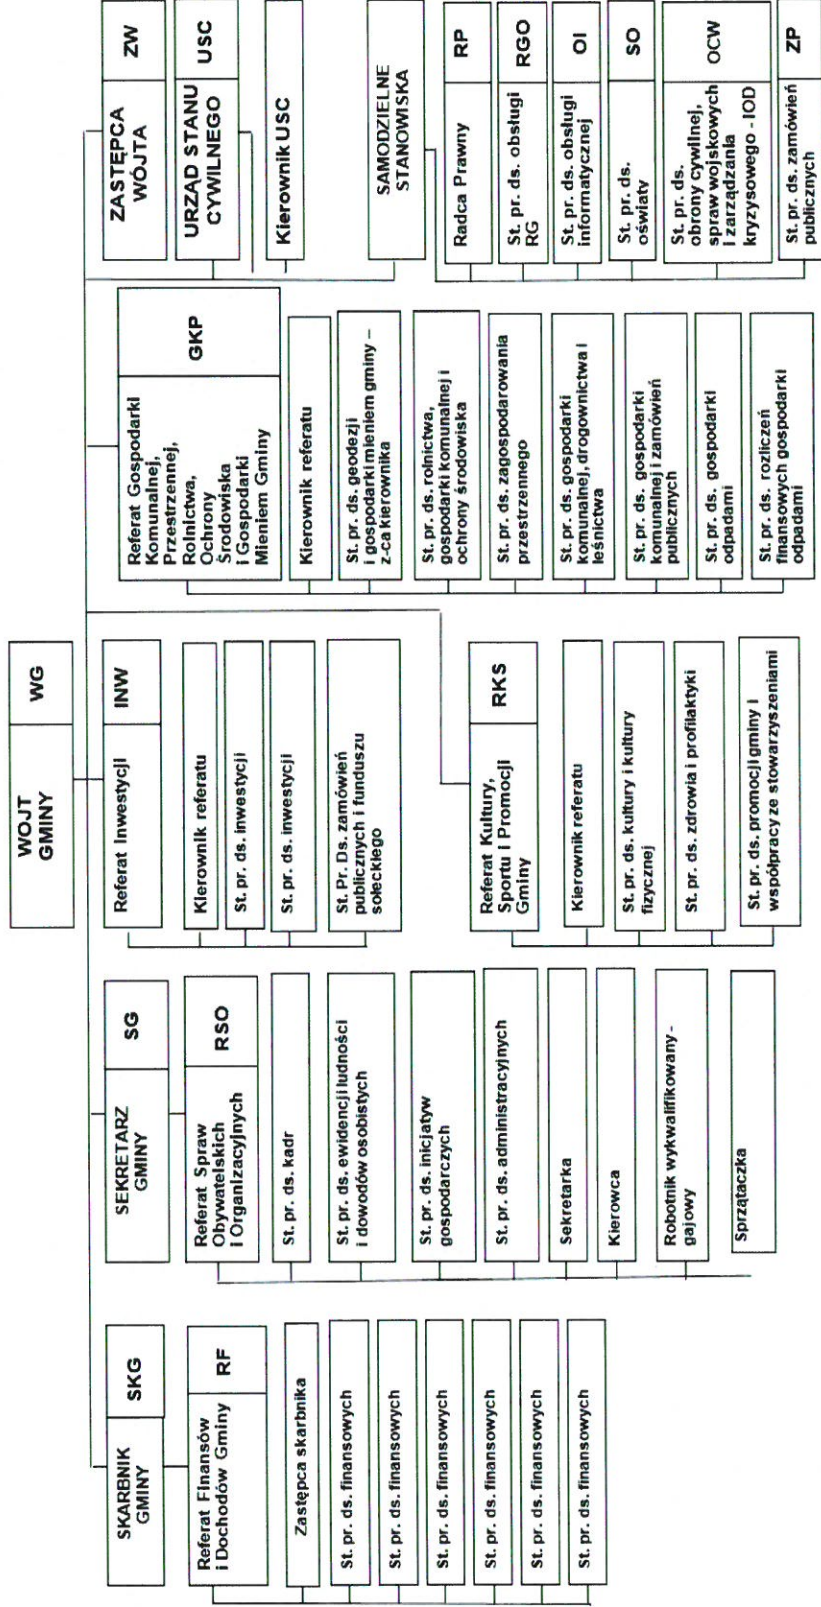 WOJT
GMINY
WG
SKARBNIK
GMINY
SKG
Referat Finansów
i Dochodów Gminy
RF
Zastępca skarbnika
St. pr. ds. finansowych
St. pr. ds. finansowych
St. pr. ds. finansowych
St. pr. ds. finansowych
St. pr. ds. finansowych
St. pr. ds. finansowych
SEKRETARZ
GMINY
SG
Referat Spraw
Obywatelskich
i Organizacyjnych
RSO
St. pr. ds. kadr
St. pr. ds. ewidencji ludności
i dowodów osobistych
St. pr. ds. inicjatyw
gospodarczych
St. pr. ds. administracyjnych
Sekretarka
Kierowca
Robotnik wykwalifikowany-
gajowy
Sprzątaczka
Referat Inwestycji
INW
Kierownik referatu
St. pr. ds. inwestycji
St. pr. ds. inwestycji
St. Pr. Ds. zamówień
publicznych i funduszu
sołeckiego
Referat Kultury,
Sportu i Promocji
Gminy
RKS
Kierownik referatu
St. pr. ds. kultury i kultury
fizycznej
St. pr. ds. zdrowia i profilaktyki
St. pr. ds. promocji gminy i
współpracy ze stowarzyszeniami
Referat Gospodarki
Komunalnej,
Przestrzennej,
Rolnictwa,
Ochrony
Środowiska
i Gospodarki
Mieniem Gminy
GKP
Kierownik referatu
St. pr. ds. geodezji
i gospodarki mieniem gminy –
z-ca kierownika
St. pr. ds. rolnictwa,
gospodarki komunalnej i
ochrony środowiska
St. pr. ds. zagospodarowania
przestrzennego
St. pr. ds. gospodarki
komunalnej, drogownictwa i
leśnictwa
St. pr. ds. gospodarki
komunalnej i zamówień
publicznych
St. pr. ds. gospodarki
odpadami
St. pr. ds. rozliczeń
finansowych gospodarki
odpadami
ZASTĘPCA
WÓJTA
ZW
URZĄD STANU
CYWILNEGO
USC
Kierownik USC
SAMODZIELNE
STANOWISKA
Radca Prawny
RP
St. pr. ds. obsługi
RG
RGO
St. pr. ds. obsługi
informatycznej
OI
St. pr. ds.
oświaty
SO
St. pr. ds.
obrony cywilnej,
spraw wojskowych
i zarządzania
kryzysowego - IOD
OCW
St. pr. ds. zamówień
publicznych
ZP